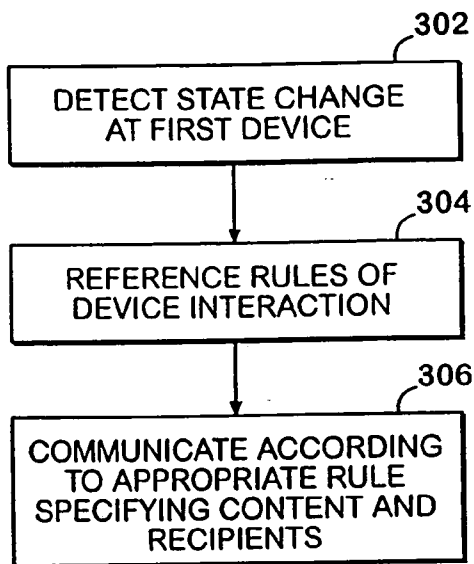 302
DETECT STATE CHANGE
AT FIRST DEVICE
304
REFERENCE RULES OF
DEVICE INTERACTION
306
COMMUNICATE ACCORDING
TO APPROPRIATE RULE
SPECIFYING CONTENT AND
RECIPIENTS